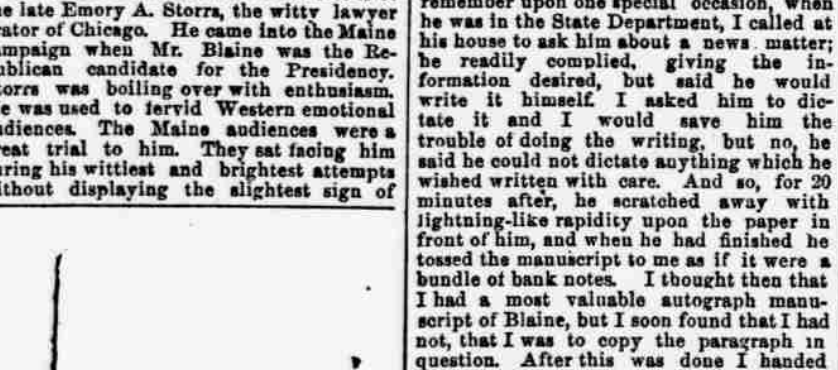 e late Emory A. Storrs, the witty lawyer
ator of Chicago. He came into the Maine
mpaign when Mr. Blaine was the Re-
ublican candidate for the Presidency.
torrs was boiling over with enthusiasm.
e was used to fervid Western emotional
udiences. The Maine audiences were a
reat trial to him. They sat facing him
uring his wittiest and brightest attempts
ithout displaying the slightest sign of
remember upon one special occasion, when
he was in the State Department, I called at
his house to ask him about a news matter:
he readily complied, giving the in-
formation desired, but said he would
write it himself. I asked him to dic-
tate it and I would save him the
trouble of doing the writing, but no, he
said he could not dictate anything which he
wished written with care. And so, for 20
minutes after, he scratched away with
lightning-like rapidity upon the paper in
front of him, and when he had finished he
tossed the manuscript to me as if it were a
bundle of bank notes. I thought then that
I had a most valuable autograph manu-
script of Blaine, but I soon found that I had
not, that I was to copy the paragraph in
question. After this was done I handed